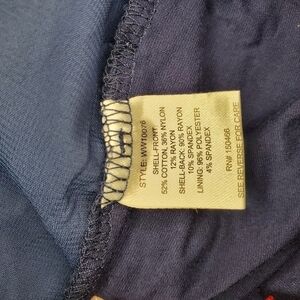 STYLE: WV10076
SHELL-FRONT:
52% COTTON, 36% NYLON
12% RAYON
SHELL-BACK: 90% RAYON
10% SPANDEX
LINING: 96% POLYESTER
4% SPANDEX
RN# 150466
SEE REVERSE FOR CARE